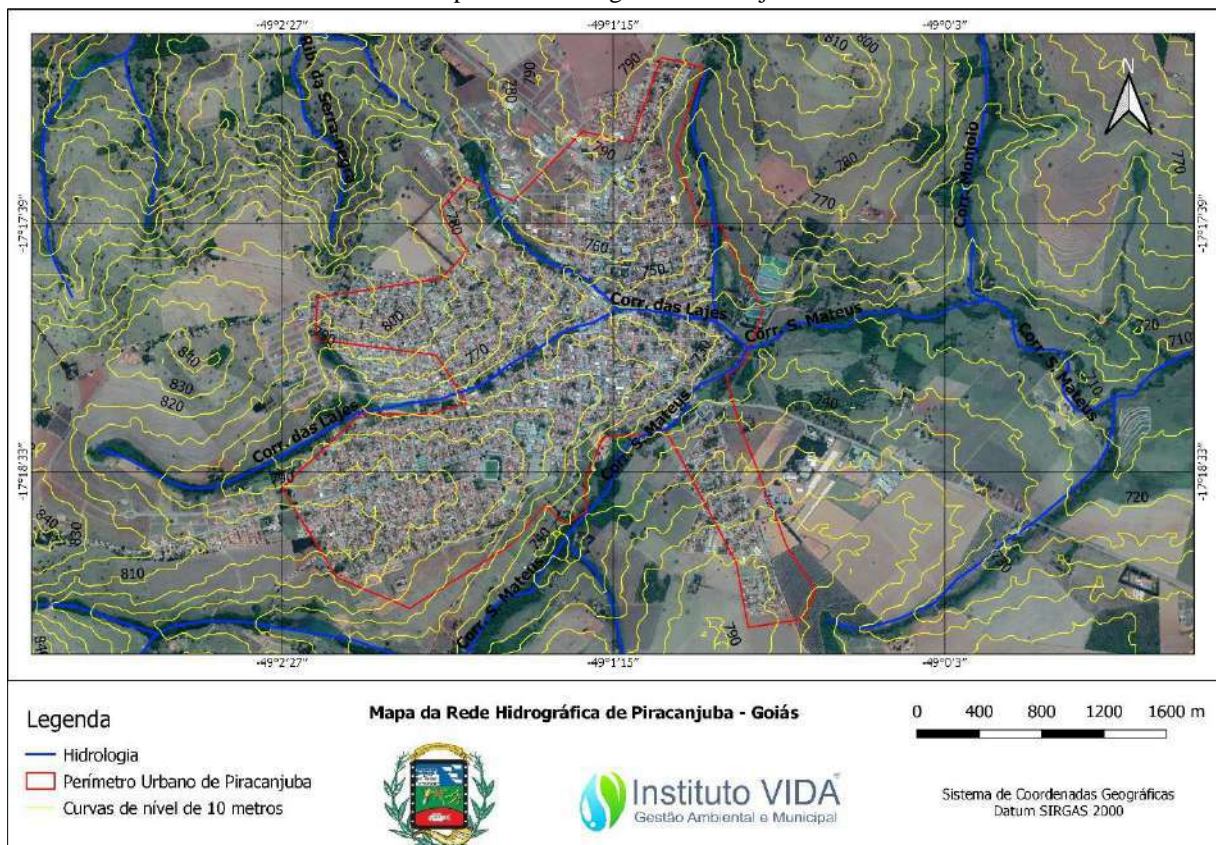 -49°2'27"
-49°1'15"
-49°0'3"
810
800
790
790
780
N
Corr. Monjolo
790
780
770
770
-17°17'39"
-17°17'39"
780
760
750
Corr. das Lajes
Corr. S. Mateus
800
770
720
710
Corr. S. Mateus
810
830
820
Corr. S. Mateus
740
Corr. das Lajes
-17°18'33"
-17°18'33"
720
840
830
810
730
Corr. S. Mateus
790
840
-49°2'27"
-49°1'15"
-49°0'3"
Legenda
Hidrologia
Perímetro Urbano de Piracanjuba
Curvas de nível de 10 metros
Mapa da Rede Hidrográfica de Piracanjuba - Goiás
Instituto VIDA
Gestão Ambiental e Municipal
0 400 800 1200 1600 m
Sistema de Coordenadas Geográficas
Datum SIRGAS 2000